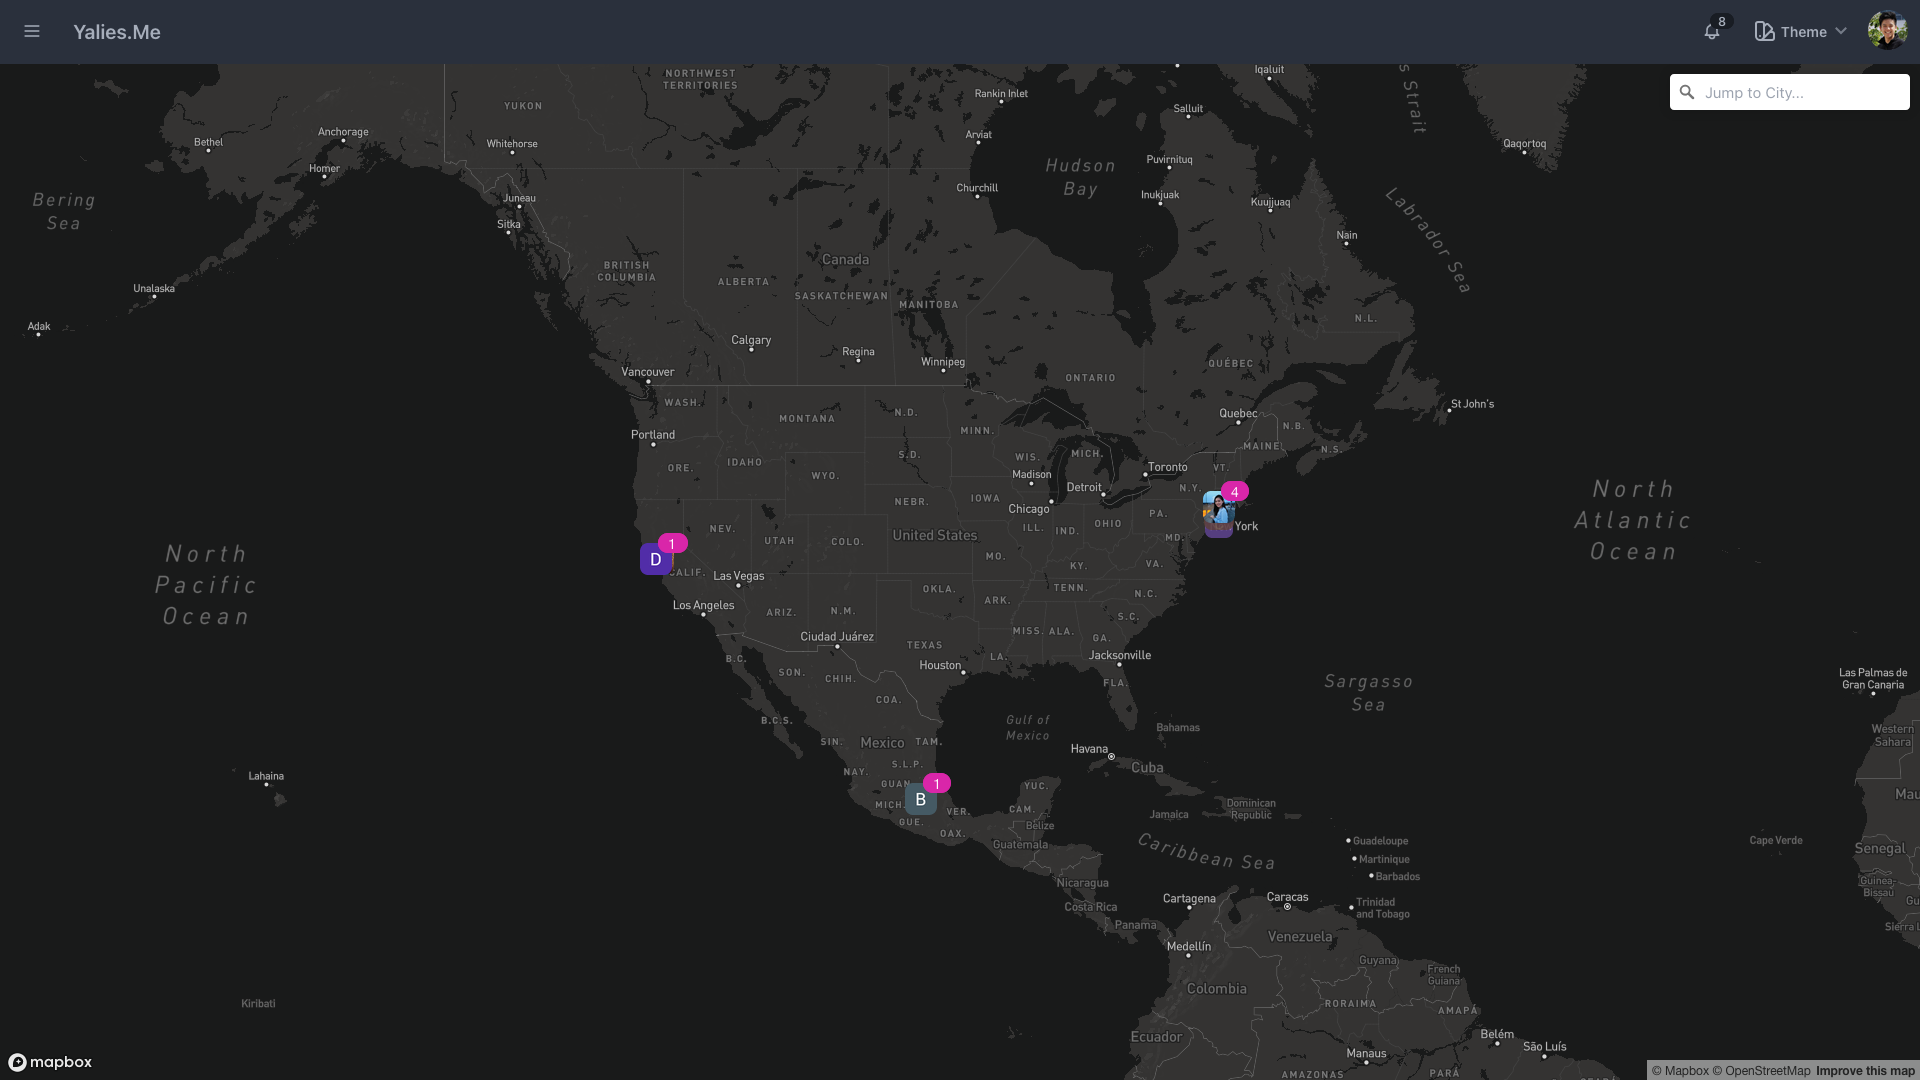 Yalies.Me
8
Theme
Jump to City...
NORTHWEST
TERRITORIES
Iqaluit
s Strait
Rankin Inlet
YUKON
Salluit
Anchorage
Arviat
Bethel
Whitehorse
Qaqortoq
Puvirnituq
Hudson
Bay
Homer
Churchill
Inukjuak
Bering
Sea
Juneau
Kuujjuaq
Labrador Sea
Sitka
Nain
Canada
BRITISH
COLUMBIA
ALBERTA
Unalaska
SASKATCHEWAN
MANITOBA
N.L.
Adak
Calgary
Regina
Winnipeg
QUÉBEC
Vancouver
ONTARIO
WASH.
St John's
MONTANA
N.D.
Quebec
N.B.
Portland
MINN.
MAINE
N.S.
S.D.
MICH.
WIS.
IDAHO
ORE.
Toronto
VT.
WYO.
Madison
Detroit
N.Y.
4
North
Atlantic
Ocean
NEBR.
IOWA
Chicago
PA.
NEV.
ILL.
IND.
OHIO
York
United States
UTAH
COLO.
MD.
1
D
North
Pacific
Ocean
MO.
KY.
VA.
CALIF.
Las Vegas
OKLA.
TENN.
N.C.
ARK.
Los Angeles
ARIZ.
N.M.
S.C.
MISS.
ALA.
GA.
Ciudad Juárez
TEXAS
B.C.
LA.
Jacksonville
Houston
SON.
CHIH.
FLA.
Sargasso
Sea
Las Palmas de
Gran Canaria
COA.
B.C.S.
Gulf of
Mexico
Bahamas
Western
Sahara
SIN.
Mexico
TAM.
Havana
Cuba
S.L.P.
NAY.
Lahaina
GUAN.
1
B
YUC.
Mau
MICH.
VER.
CAM.
Dominican
Republic
Jamaica
GUE.
Belize
OAX.
Guatemala
Caribbean Sea
Guadeloupe
Cape Verde
Senegal
Martinique
Barbados
Nicaragua
Guinea-
Bissau
Costa Rica
Cartagena
Caracas
Trinidad
and Tobago
Gu
Panama
Sierra L
Medellín
Venezuela
Guyana
French
Guiana
Colombia
Kiribati
RORAIMA
AMAPÁ
Ecuador
Belém
São Luís
Manaus
AMAZONAS
PARÁ
mapbox
© Mapbox © OpenStreetMap Improve this map